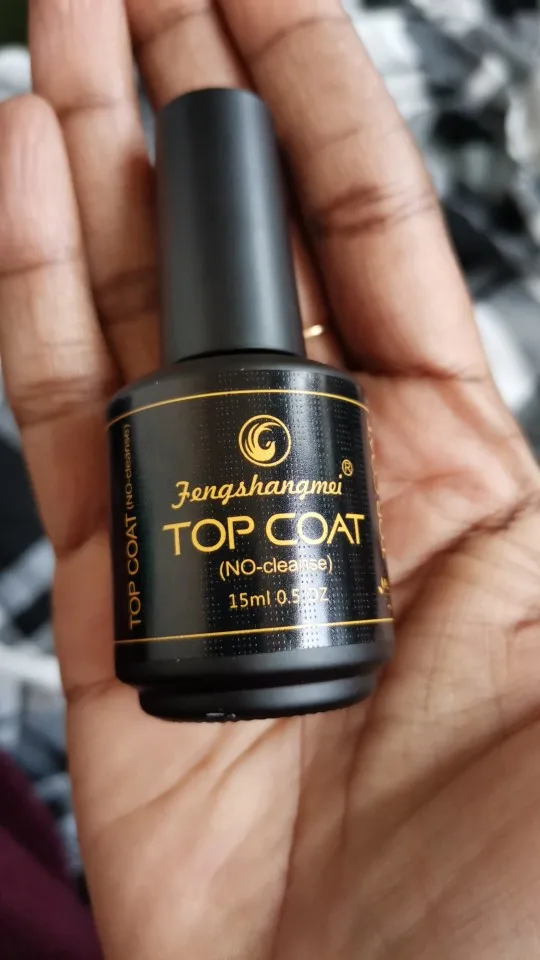 Fengshangmei®
TOP COAT
(NO-cleanse)
15ml 0.5 OZ
TOP COAT (NO-cleanse)